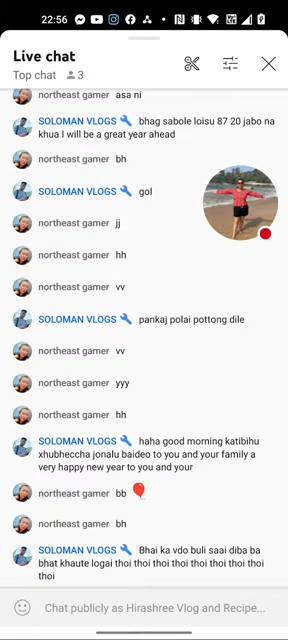 22:56
Live chat
Top chat 3
northeast gamer asa ni
SOLOMAN VLOGS bhag sabole loisu 87 20 jabo na
khua I will be a great year ahead
northeast gamer bh
SOLOMAN VLOGS gol
northeast gamer jj
northeast gamer hh
northeast gamer vv
SOLOMAN VLOGS pankaj polai pottong dile
northeast gamer vv
northeast gamer yyy
northeast gamer hh
SOLOMAN VLOGS haha good morning katibihu
xhubheccha jonalu baideo to you and your family a
very happy new year to you and your
northeast gamer bb 🎈
northeast gamer bh
SOLOMAN VLOGS Bhai ka vdo buli saai diba ba
bhat khaute logai thoi thoi thoi thoi thoi thoi thoi thoi
thoi
Chat publicly as Hirashree Vlog and Recipe...